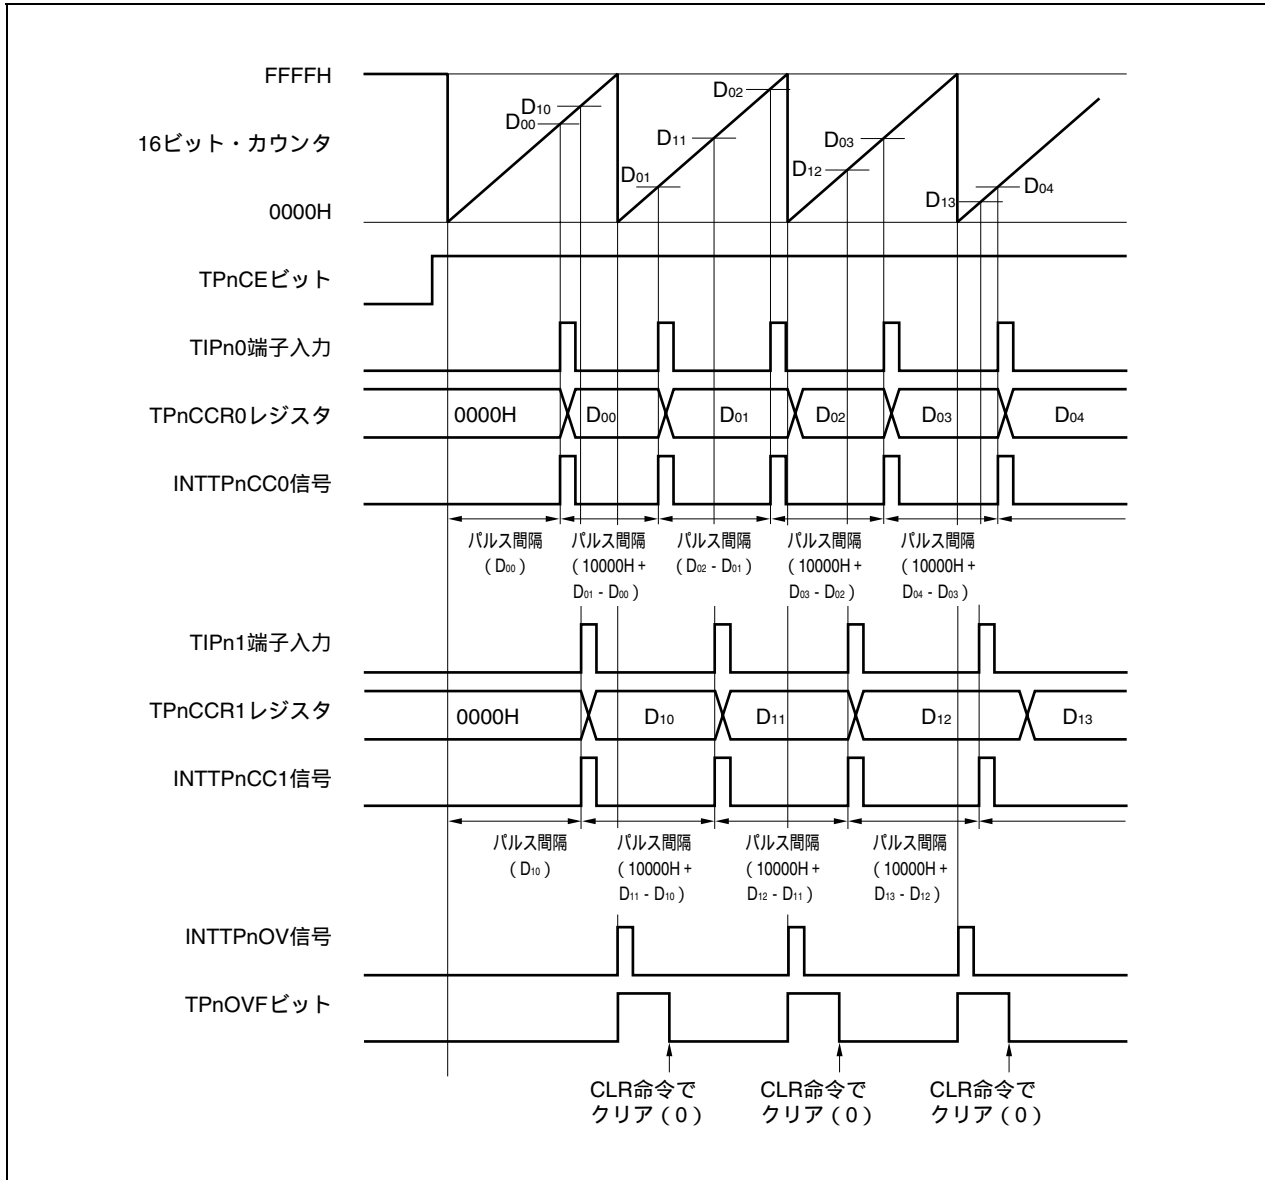 FFFFH
16ビット・カウンタ
0000H
D10
D00
D01
D11
D02
D12
D03
D13
D04
TPnCEビット
TIPn0端子入力
TPnCCR0レジスタ
0000H D00 D01 D02 D03 D04
INTTPnCC0信号
パルス間隔
（D00）
パルス間隔
（10000H +
D01 - D00）
パルス間隔
（D02 - D01）
パルス間隔
（10000H +
D03 - D02）
パルス間隔
（10000H +
D04 - D03）
TIPn1端子入力
TPnCCR1レジスタ
0000H D10 D11 D12 D13
INTTPnCC1信号
パルス間隔
（D10）
パルス間隔
（10000H +
D11 - D10）
パルス間隔
（10000H +
D12 - D11）
パルス間隔
（10000H +
D13 - D12）
INTTPnOV信号
TPnOVFビット
CLR命令で
クリア（0）
CLR命令で
クリア（0）
CLR命令で
クリア（0）